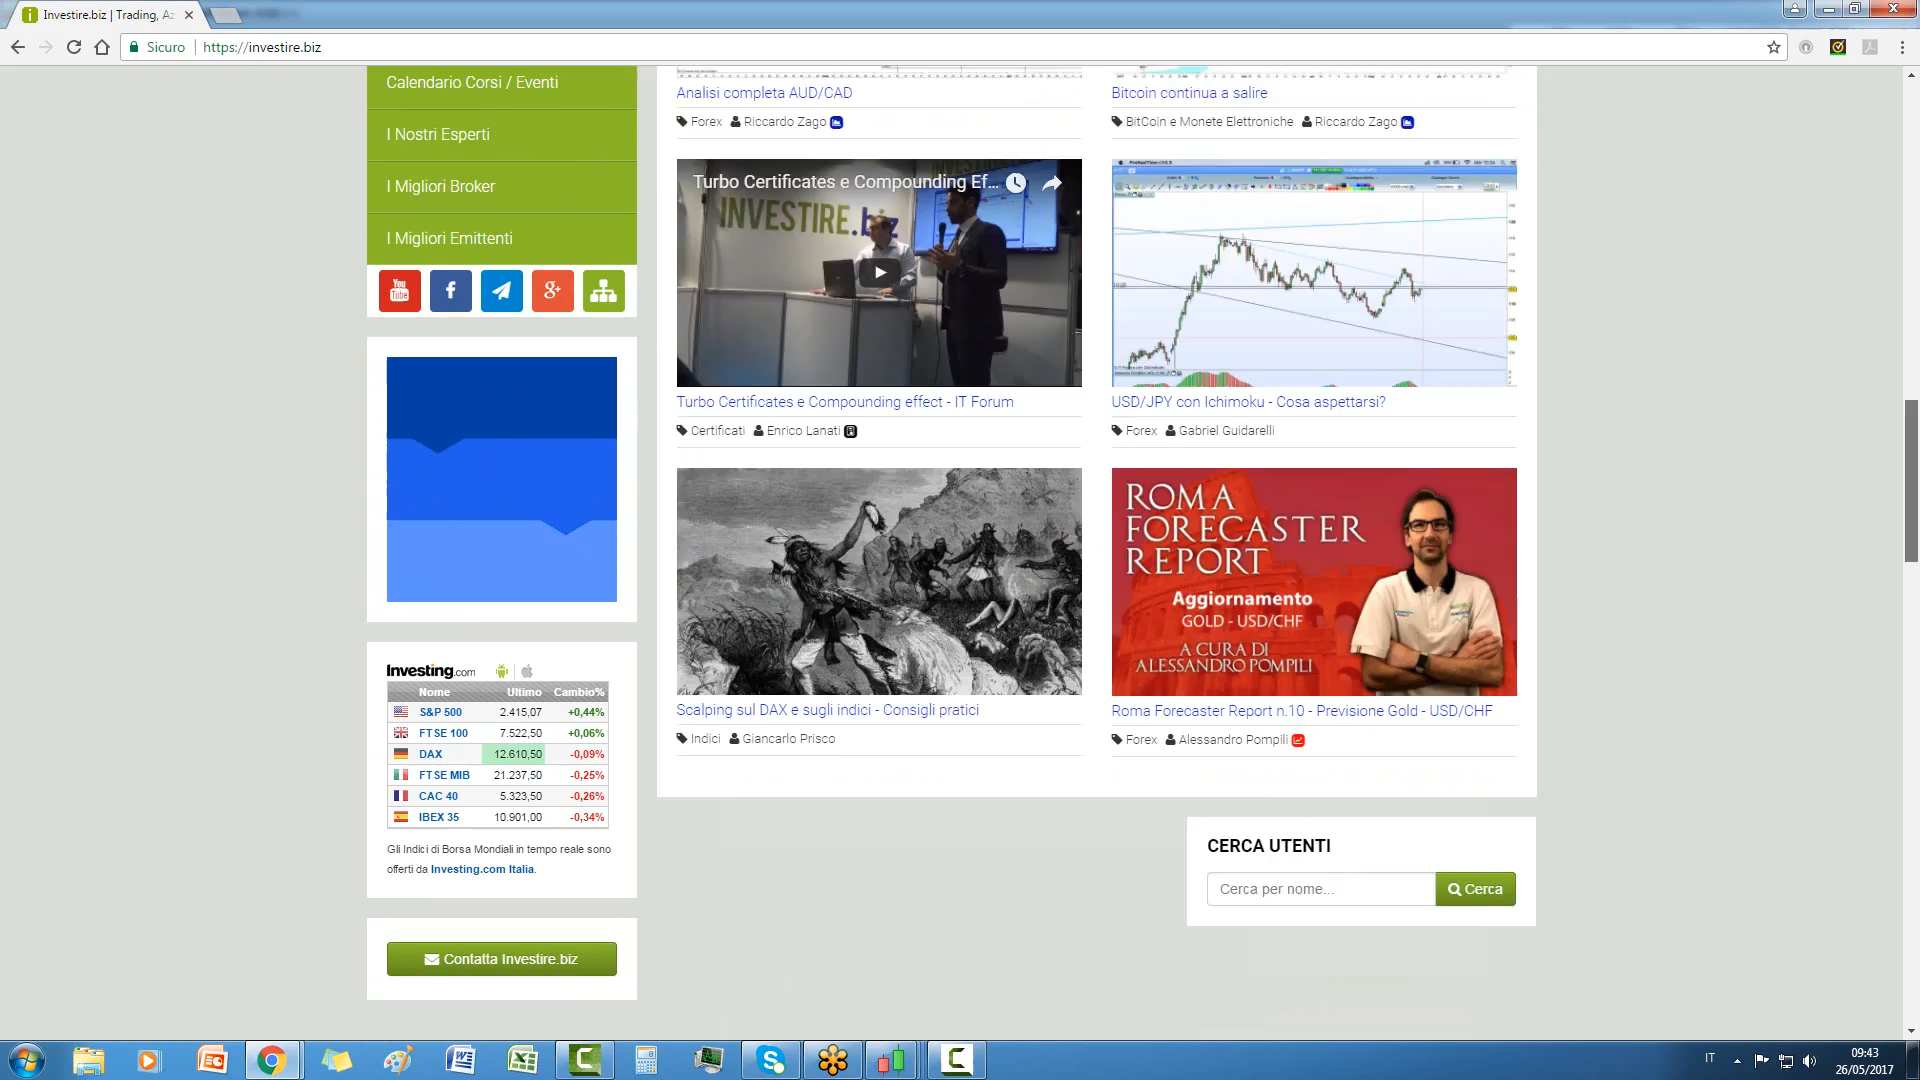 Investire.biz | Trading, Az
Sicuro
https://investire.biz
Calendario Corsi / Eventi
I Nostri Esperti
I Migliori Broker
I Migliori Emittenti
You
Tube
f
g+
Investing.com
Nome Ultimo Cambio%
S&P 500 2.415,07 +0,44%
FTSE 100 7.522,50 +0,06%
DAX 12.610,50 -0,09%
FTSE MIB 21.237,50 -0,25%
CAC 40 5.323,50 -0,26%
IBEX 35 10.901,00 -0,34%
Gli Indici di Borsa Mondiali in tempo reale sono
offerti da Investing.com Italia.
Contatta Investire.biz
Analisi completa AUD/CAD
Forex Riccardo Zago
Bitcoin continua a salire
BitCoin e Monete Elettroniche Riccardo Zago
Turbo Certificates e Compounding Ef...
INVESTIRE.biz
Turbo Certificates e Compounding effect - IT Forum
Certificati Enrico Lanati
USD/JPY con Ichimoku - Cosa aspettarsi?
Forex Gabriel Guidarelli
Scalping sul DAX e sugli indici - Consigli pratici
Indici Giancarlo Prisco
ROMA
FORECASTER
REPORT
Aggiornamento
GOLD - USD/CHF
A CURA DI
ALESSANDRO POMPILI
Roma Forecaster Report n.10 - Previsione Gold - USD/CHF
Forex Alessandro Pompili
CERCA UTENTI
Cerca per nome...
Cerca
IT
09:43
26/05/2017